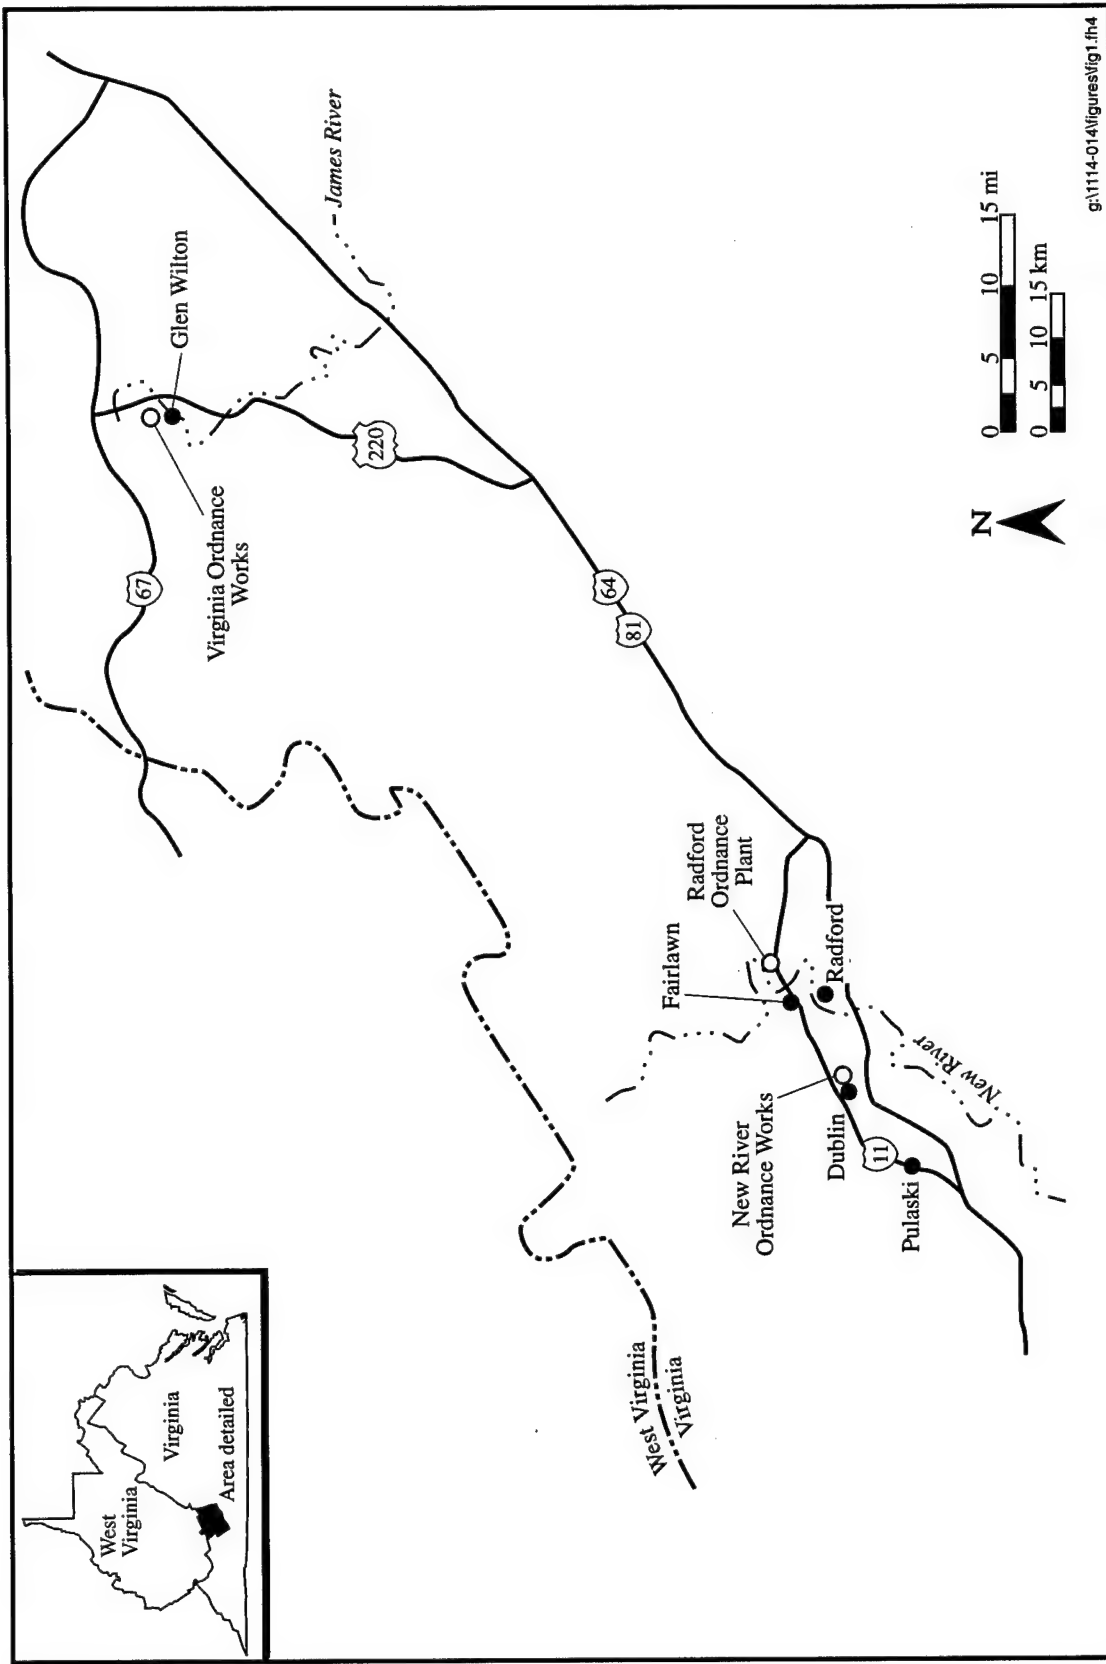 West
Virginia
Virginia
Area detailed
67
Virginia Ordnance
Works
Glen Wilton
James River
220
64
81
West Virginia
Virginia
Fairlawn
Radford
Ordnance
Plant
New River
Ordnance Works
Dublin
Radford
11
Pulaski
New River
N
0 5 10 15 mi
0 5 10 15 km
g:\1114-014\figures\fig1.fh4